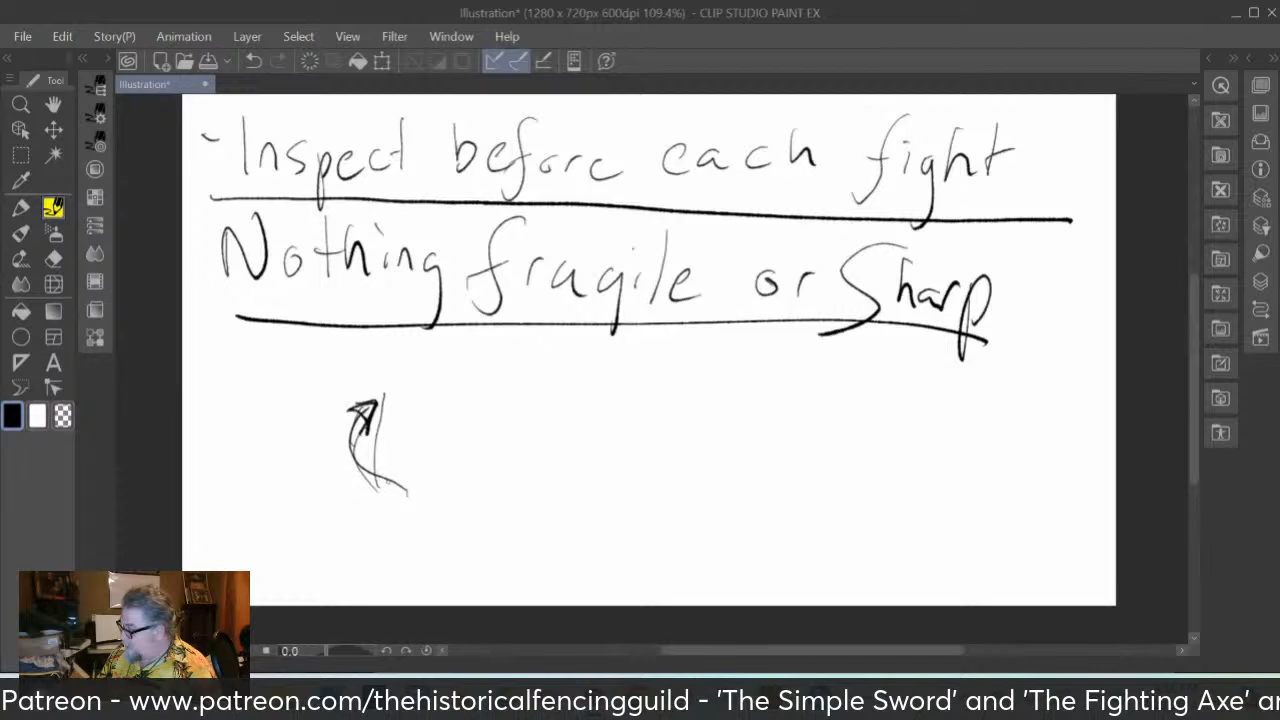 Illustration* (1280 x 720px 600dpi 109.4%) - CLIP STUDIO PAINT EX
File Edit Story(P) Animation Layer Select View Filter Window Help
Tool
Illustration*
- Inspect before each fight
Nothing fragile or Sharp
0.0
Patreon - www.patreon.com/thehistoricalfencingguild - 'The Simple Sword' and 'The Fighting Axe' a